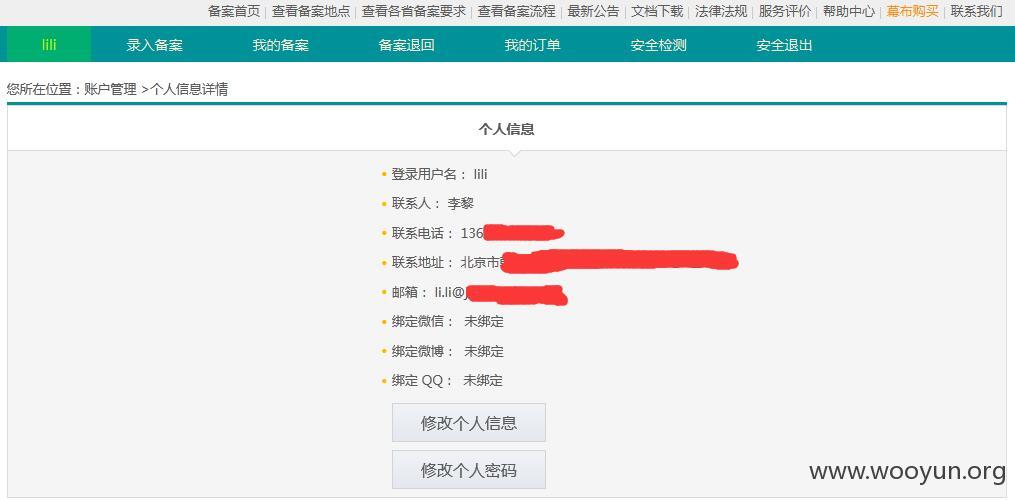 备案首页 | 查看备案地点 | 查看各省备案要求 | 查看备案流程 | 最新公告 | 文档下载 | 法律法规 | 服务评价 | 帮助中心 | 幕布购买 | 联系我们
lili 录入备案 我的备案 备案退回 我的订单 安全检测 安全退出
您所在位置：账户管理 >个人信息详情
个人信息
登录用户名： lili
联系人： 李黎
联系电话： 136
联系地址： 北京市
邮箱： li.li@
绑定微信： 未绑定
绑定微博： 未绑定
绑定 QQ： 未绑定
修改个人信息
修改个人密码
www.wooyun.org